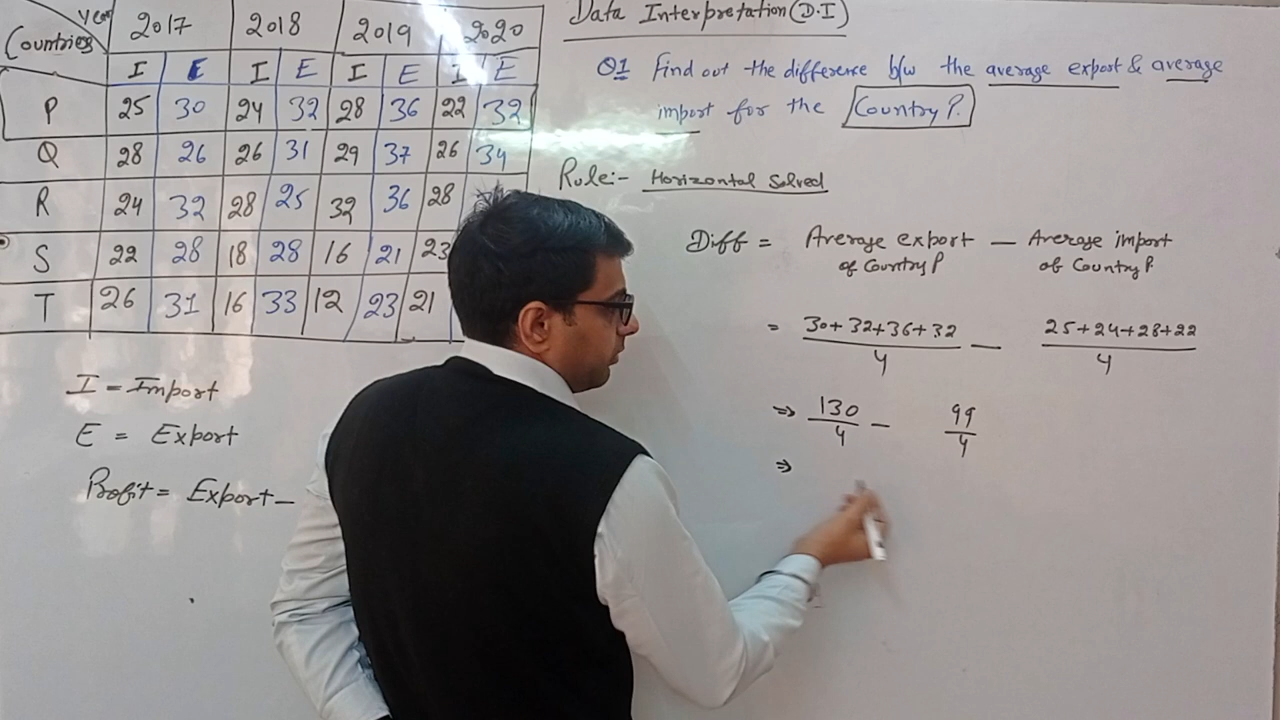 Year 2017 2018 2019 2020
Countries I E I E I E I E
P 25 30 24 32 28 36 22 32
Q 28 26 26 31 29 37 26 34
R 24 32 28 25 32 36 28
S 22 28 18 28 16 21 23
T 26 31 16 33 12 23 21
I = Import
E = Export
Profit = Export -
Data Interpretation (D.I)
Q1 Find out the difference b/w the average export & average
import for the Country P.
Rule:- Horizontal Solved
Diff = Average export - Average import
of Country P of Country P
= 30+32+36+32 - 25+24+28+22
4 4
⇒ 130 - 99
4 4
⇒